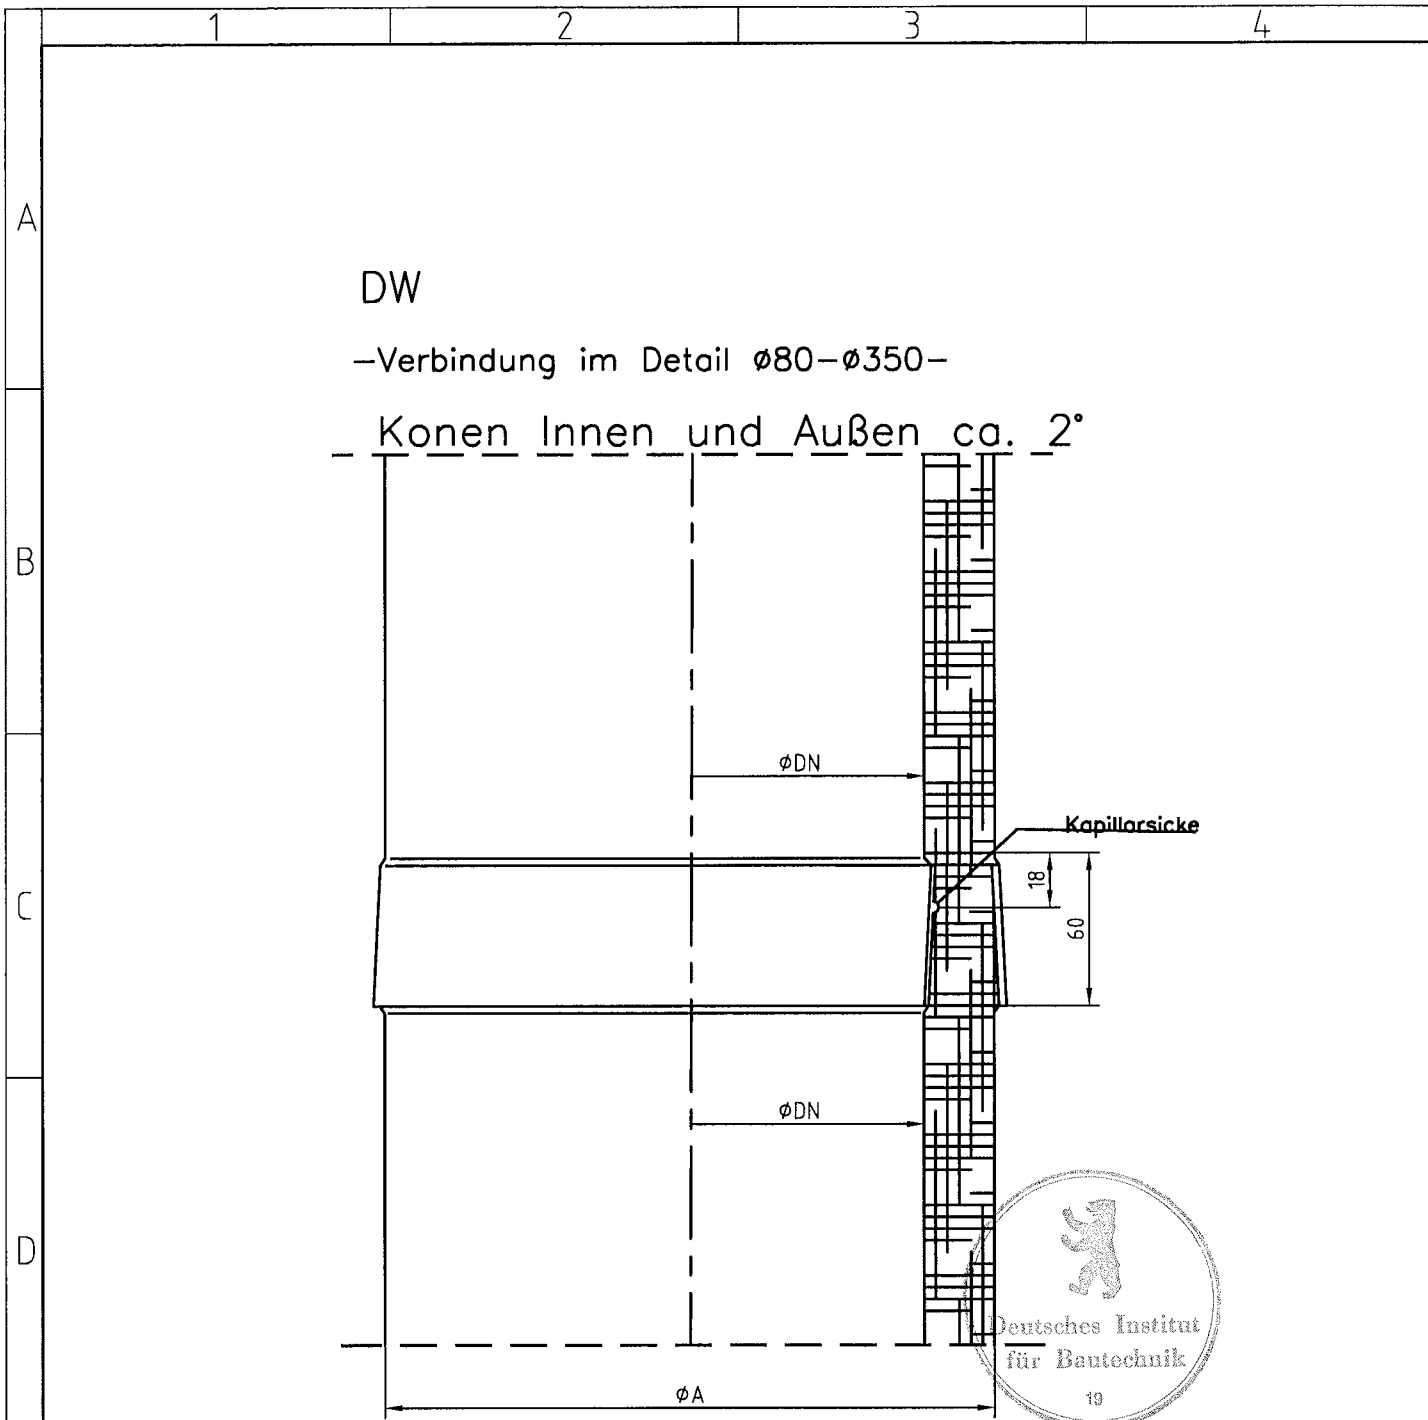 1 2 3 4
A
DW
-Verbindung im Detail ø80-ø350-
Konen Innen und Außen ca. 2°
B
øDN
Kapillarsicke
18
C
60
øDN
D
Deutsches Institut
für Bautechnik
19
øA